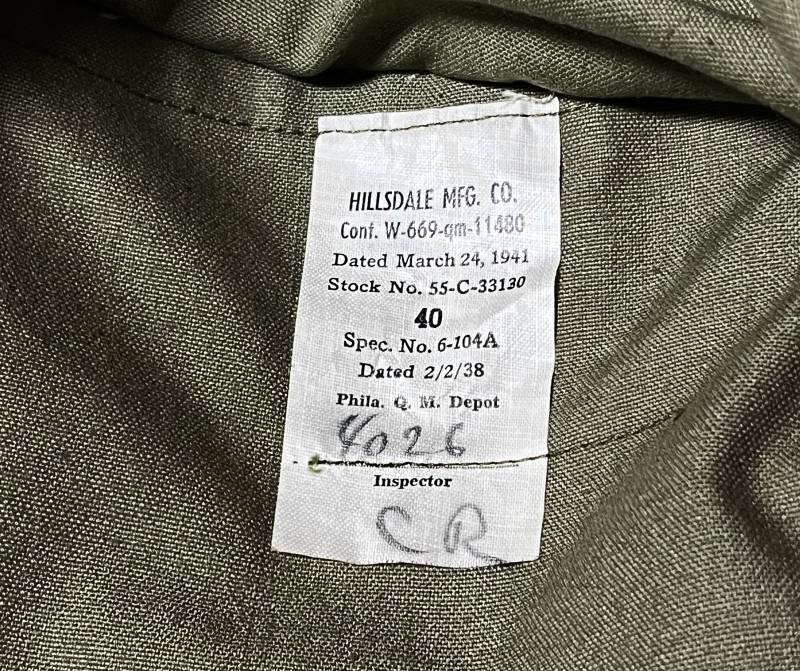 HILLSDALE MFG. CO.
Cont. W-669-qm-11480
Dated March 24, 1941
Stock No. 55-C-33130
40
Spec. No. 6-104A
Dated 2/2/38
Phila. Q. M. Depot
4026
Inspector
CR